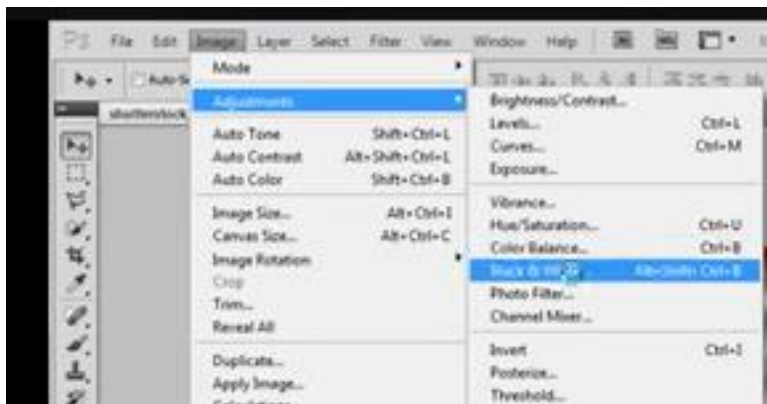 Ps File Edit Image Layer Select Filter View Window Help
Mode
Adjustments
Auto Tone Shift+Ctrl+L
Auto Contrast Alt+Shift+Ctrl+L
Auto Color Shift+Ctrl+B
Image Size... Alt+Ctrl+I
Canvas Size... Alt+Ctrl+C
Image Rotation
Crop
Trim...
Reveal All
Duplicate...
Apply Image...
Brightness/Contrast...
Levels... Ctrl+L
Curves... Ctrl+M
Exposure...
Vibrance...
Hue/Saturation... Ctrl+U
Color Balance... Ctrl+B
Black & Alt+Shift+Ctrl+B
Photo Filter...
Channel Mixer...
Invert Ctrl+I
Posterize...
Threshold...